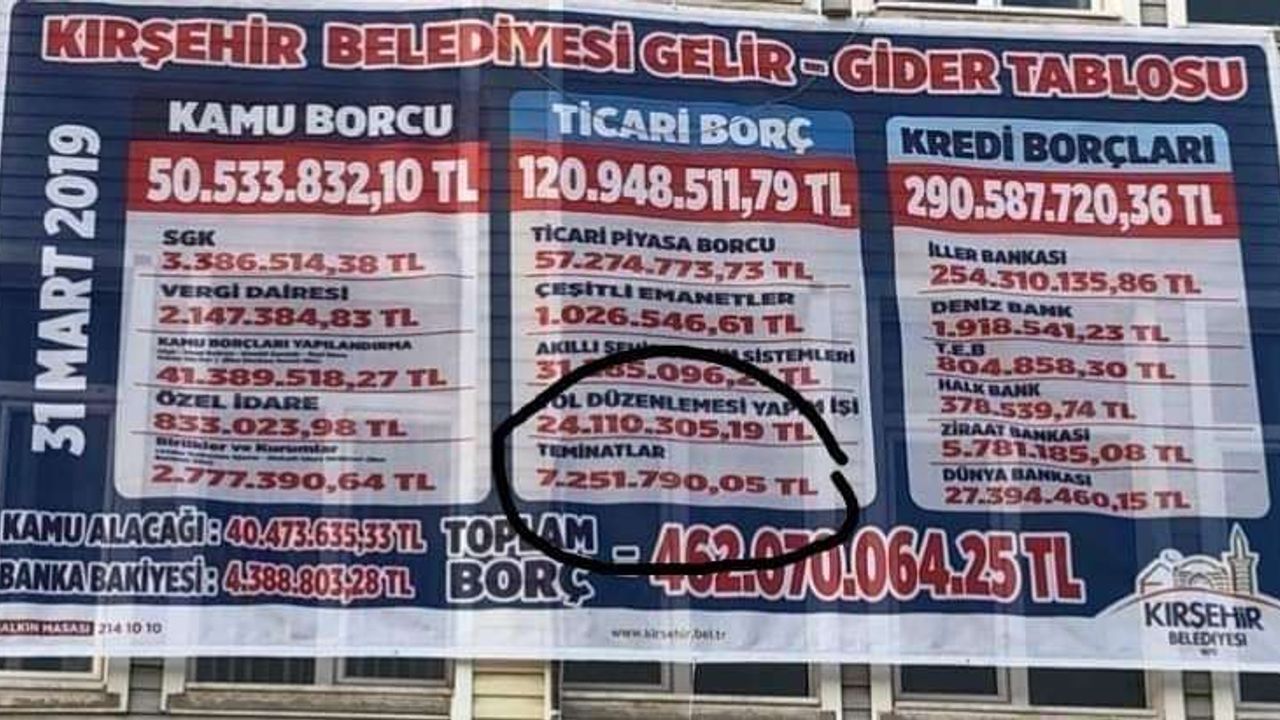 KIRŞEHİR BELEDİYESİ GELİR - GİDER TABLOSU
31 MART 2019
KAMU BORCU
50.533.832,10 TL
SGK
3.386.514,38 TL
VERGİ DAİRESİ
2.147.384,83 TL
KAMU BORÇLARI YAPILANDIRMA
41.389.518,27 TL
ÖZEL İDARE
833.023,98 TL
Birlikler ve Kurumlar
2.777.390,64 TL
TİCARİ BORÇ
120.948.511,79 TL
TİCARİ PİYASA BORCU
57.274.773,73 TL
ÇEŞİTLİ EMANETLER
1.026.546,61 TL
AKILLI SİSTEMLERİ
TL
YOL DÜZENLEMESİ YAPIM İŞİ
24.110.305,19 TL
TEMİNATLAR
7.251.790,05 TL
KREDİ BORÇLARI
290.587.720,36 TL
İLLER BANKASI
254.310.135,86 TL
DENİZ BANK
1.918.541,23 TL
T.E.B
804.858,30 TL
HALK BANK
378.539,74 TL
ZİRAAT BANKASI
5.781.185,08 TL
DÜNYA BANKASI
27.394.460,15 TL
KAMU ALACAĞI : 40.473.635,33 TL
BANKA BAKİYESİ : 4.388.803,28 TL
TOPLAM
BORÇ
- 462.070.064.25 TL
KIRŞEHİR
BELEDİYESİ
MASASI 214 10 10
www.kirsehir.bel.tr